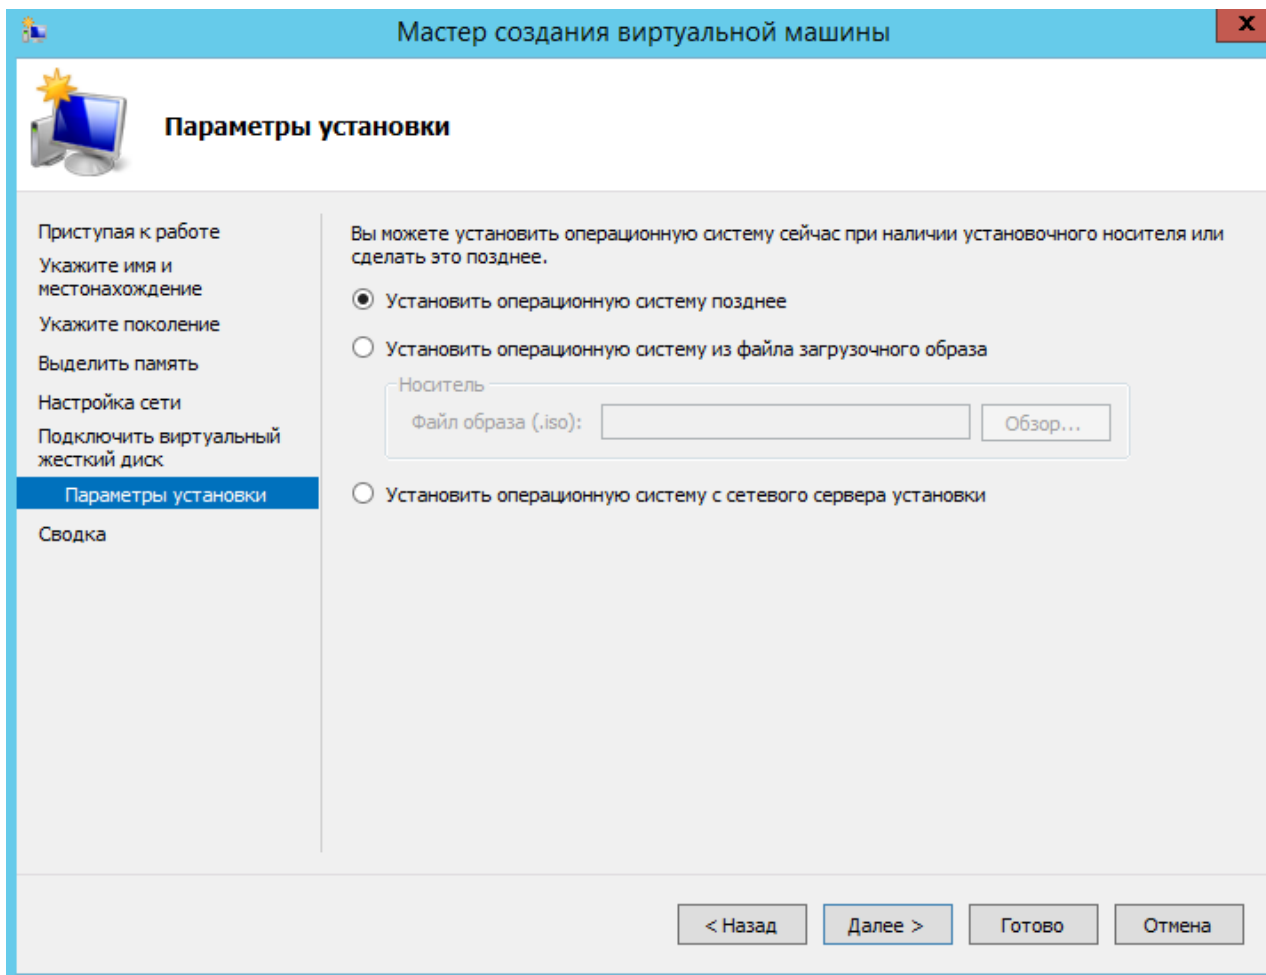 Мастер создания виртуальной машины
x
Параметры установки
Приступая к работе
Укажите имя и
местонахождение
Укажите поколение
Выделить память
Настройка сети
Подключить виртуальный
жесткий диск
Параметры установки
Сводка
Вы можете установить операционную систему сейчас при наличии установочного носителя или
сделать это позднее.
Установить операционную систему позднее
Установить операционную систему из файла загрузочного образа
Носитель
Файл образа (.iso):
Обзор...
Установить операционную систему с сетевого сервера установки
< Назад
Далее >
Готово
Отмена